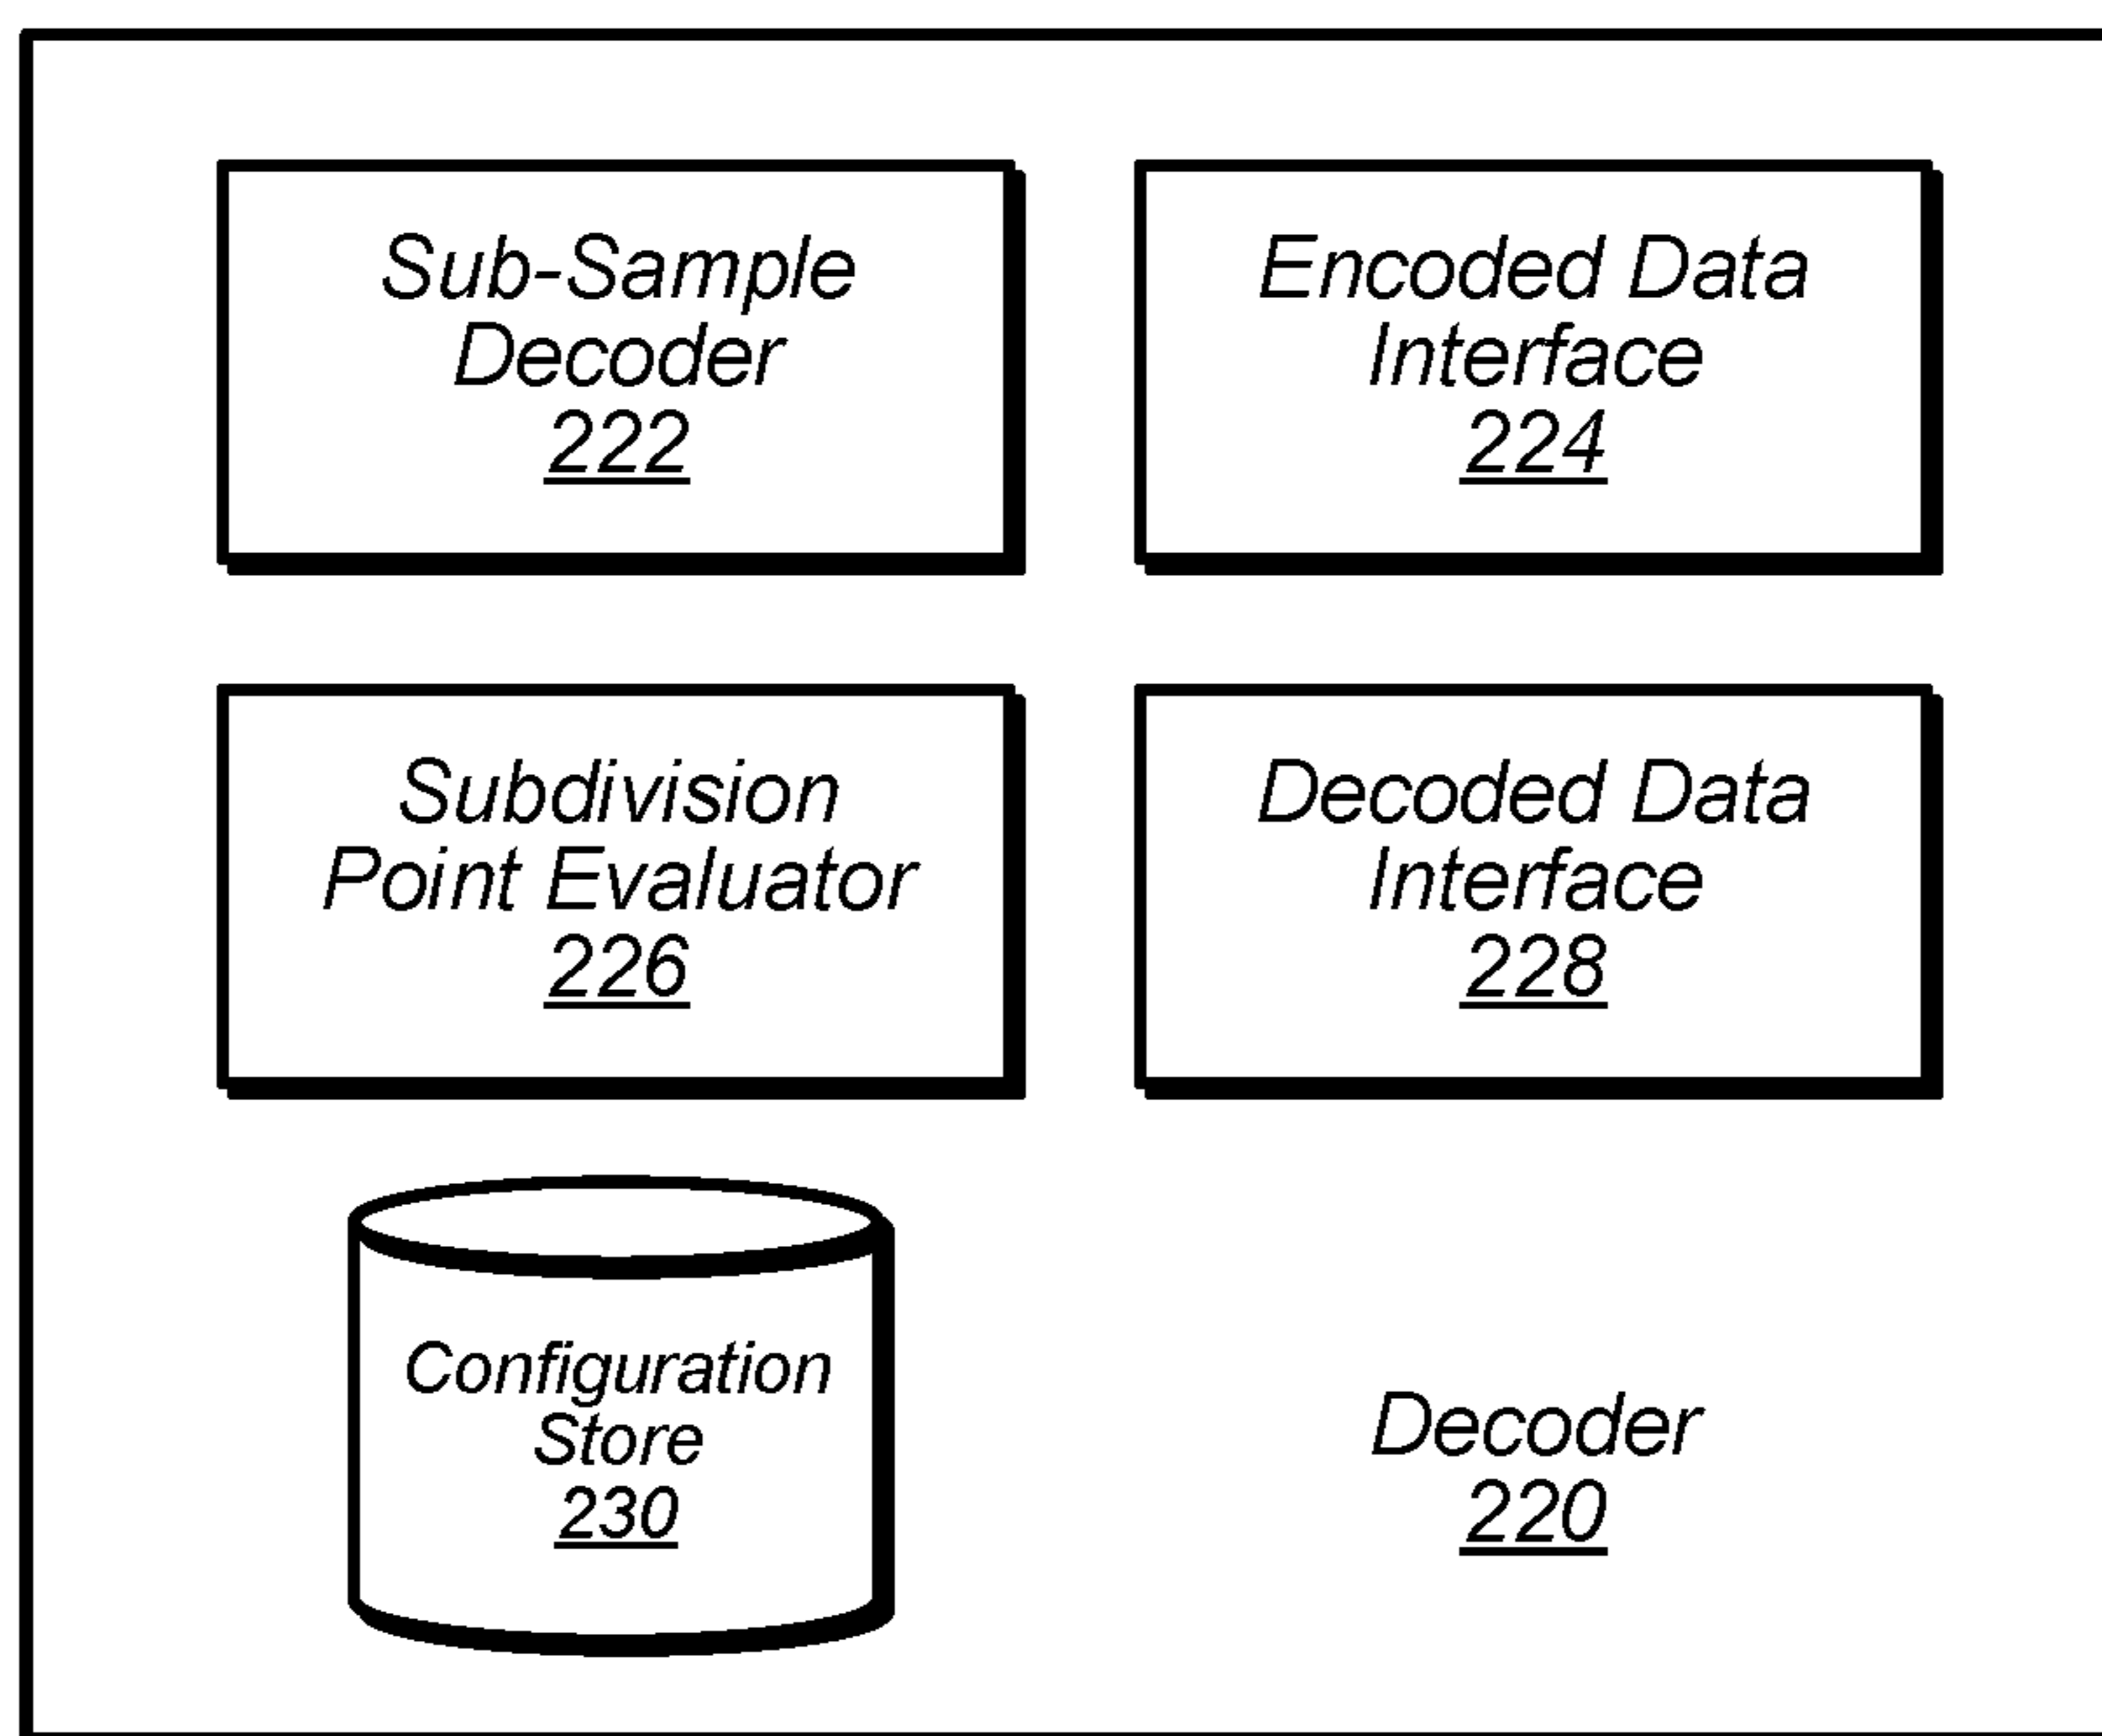 Sub-Sample
Decoder
222
Encoded Data
Interface
224
Subdivision
Point Evaluator
226
Decoded Data
Interface
228
Configuration
Store
230
Decoder
220